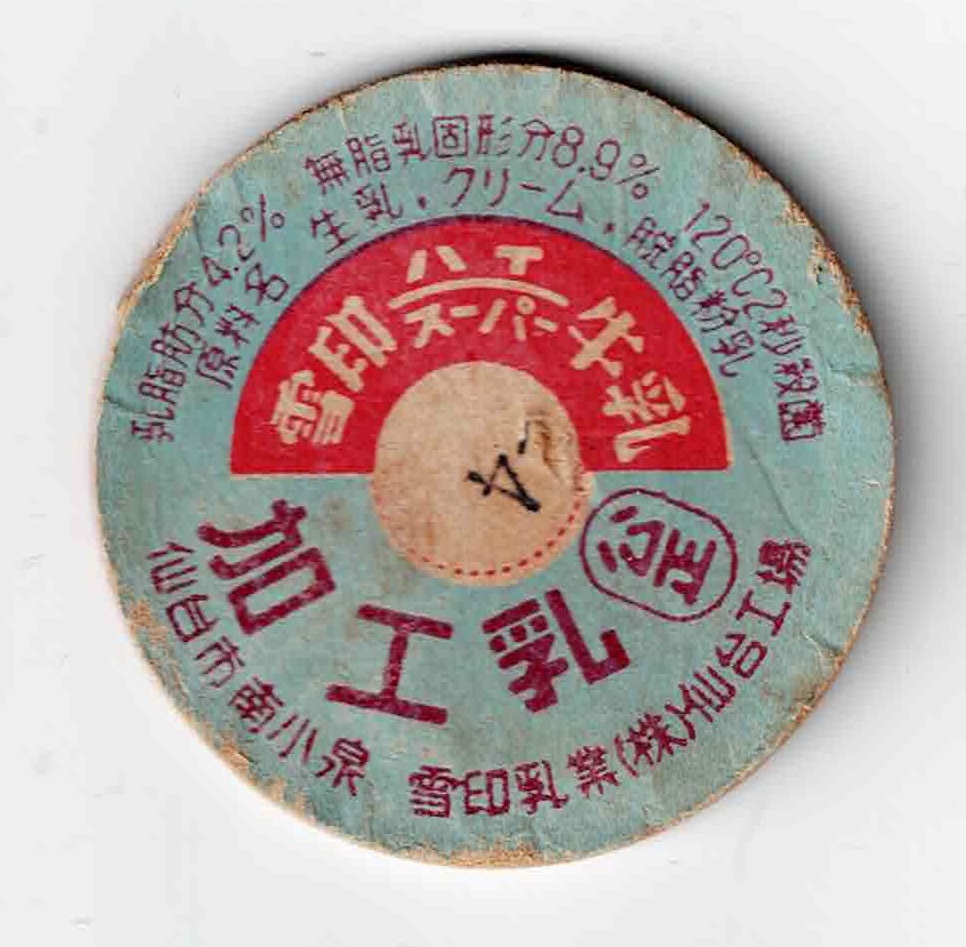 乳脂肪分4.2% 無脂乳固形分8.9% 120℃2秒殺菌
原料名 生乳,クリーム,脱脂粉乳
雪印 ハイスーパー 牛乳
加工乳
仙台市南小泉 雪印乳業(株)仙台工場